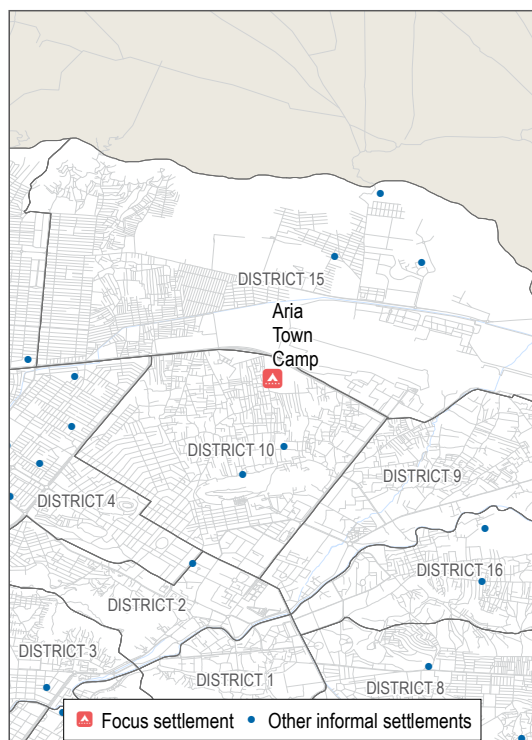 DISTRICT 15
Aria
Town
Camp
DISTRICT 10
DISTRICT 9
DISTRICT 4
DISTRICT 16
DISTRICT 2
DISTRICT 3
DISTRICT 1
DISTRICT 8
Focus settlement
Other informal settlements